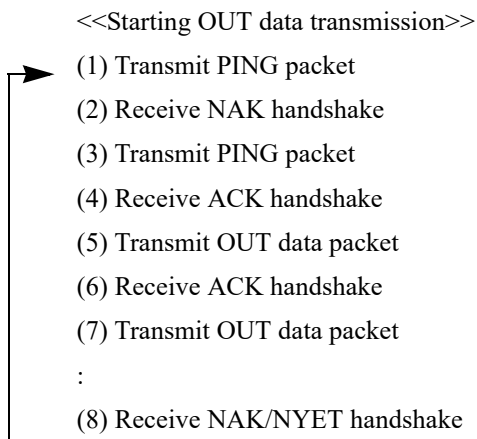 <<Starting OUT data transmission>>
(1) Transmit PING packet
(2) Receive NAK handshake
(3) Transmit PING packet
(4) Receive ACK handshake
(5) Transmit OUT data packet
(6) Receive ACK handshake
(7) Transmit OUT data packet
:
(8) Receive NAK/NYET handshake